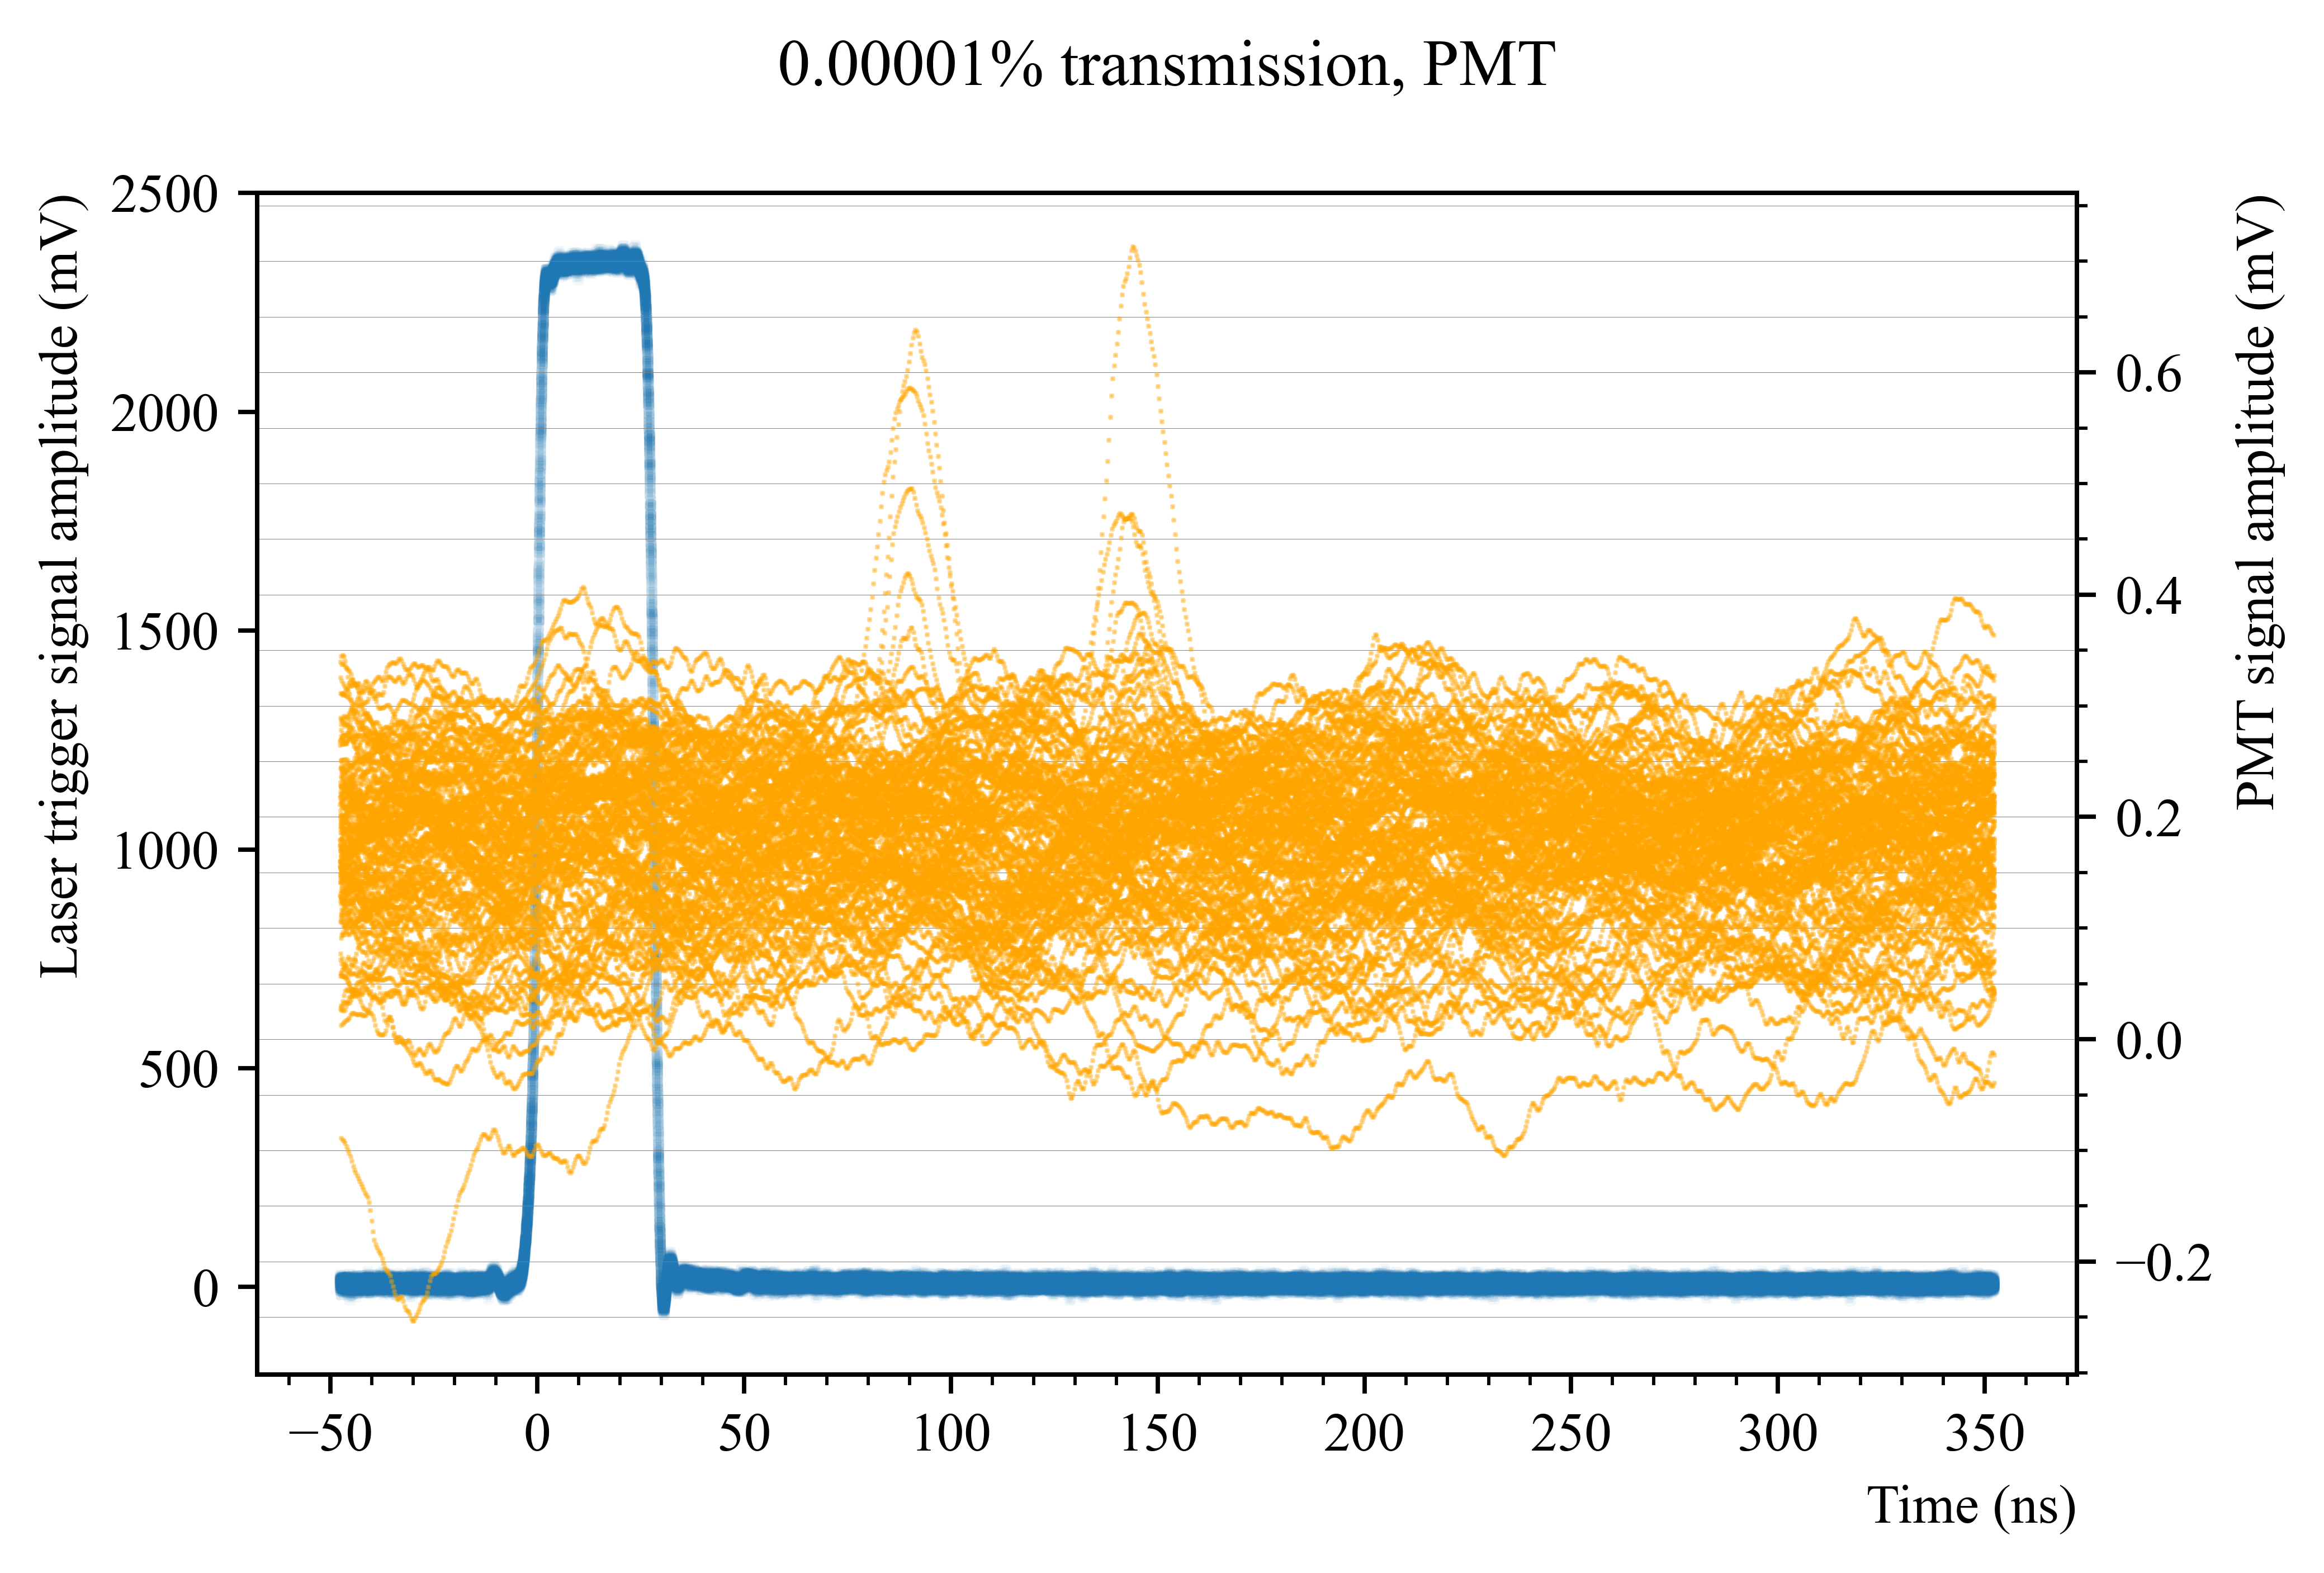 0.00001% transmission, PMT
Laser trigger signal amplitude (mV)
2500
2000
1500
1000
500
0
PMT signal amplitude (mV)
0.6
0.4
0.2
0.0
−0.2
−50 0 50 100 150 200 250 300 350
Time (ns)